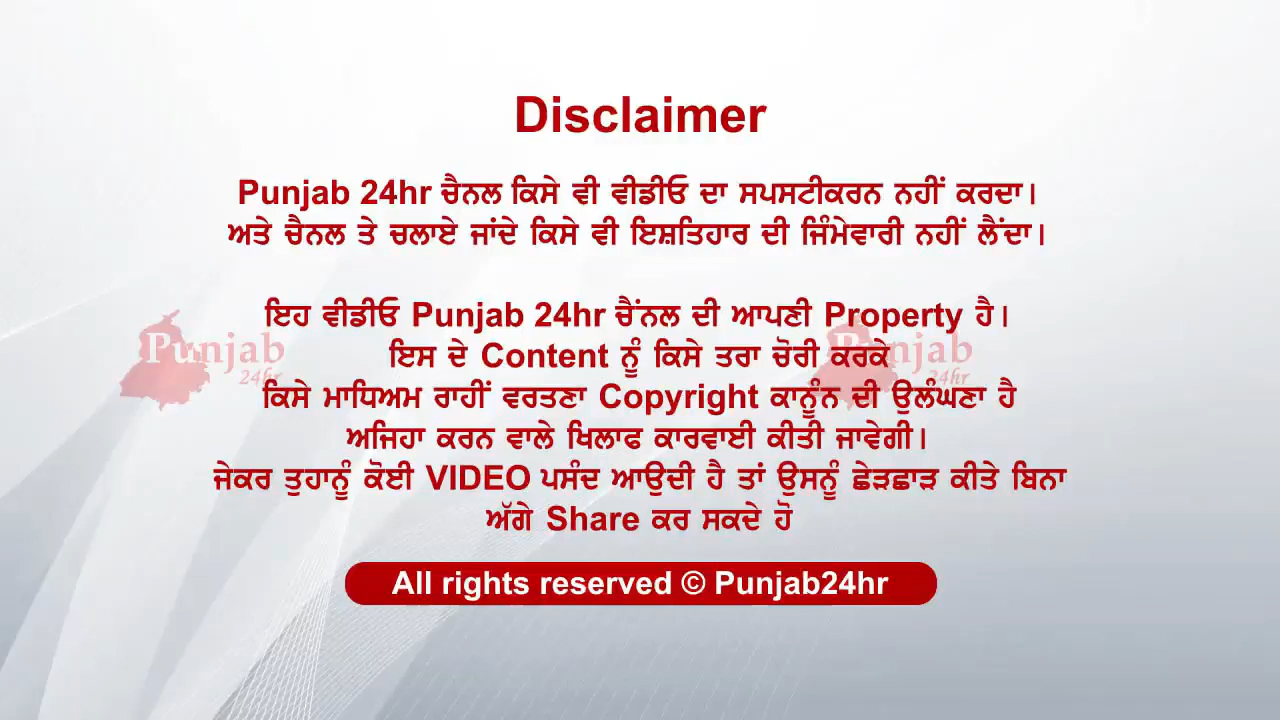 Disclaimer
Punjab 24hr ਚੈਨਲ ਕਿਸੇ ਵੀ ਵੀਡੀਓ ਦਾ ਸਪਸਟੀਕਰਨ ਨਹੀਂ ਕਰਦਾ।
ਅਤੇ ਚੈਨਲ ਤੇ ਚਲਾਏ ਜਾਂਦੇ ਕਿਸੇ ਵੀ ਇਸ਼ਤਿਹਾਰ ਦੀ ਜਿੰਮੇਵਾਰੀ ਨਹੀਂ ਲੈਂਦਾ।
ਇਹ ਵੀਡੀਓ Punjab 24hr ਚੈਂਨਲ ਦੀ ਆਪਣੀ Property ਹੈ।
ਇਸ ਦੇ Content ਨੂੰ ਕਿਸੇ ਤਰਾ ਚੋਰੀ ਕਰਕੇ
ਕਿਸੇ ਮਾਧਿਅਮ ਰਾਹੀਂ ਵਰਤਣਾ Copyright ਕਾਨੂੰਨ ਦੀ ਉਲੰਘਣਾ ਹੈ
ਅਜਿਹਾ ਕਰਨ ਵਾਲੇ ਖਿਲਾਫ ਕਾਰਵਾਈ ਕੀਤੀ ਜਾਵੇਗੀ।
ਜੇਕਰ ਤੁਹਾਨੂੰ ਕੋਈ VIDEO ਪਸੰਦ ਆਉਦੀ ਹੈ ਤਾਂ ਉਸਨੂੰ ਛੇੜਛਾੜ ਕੀਤੇ ਬਿਨਾ
ਅੱਗੇ Share ਕਰ ਸਕਦੇ ਹੋ
All rights reserved © Punjab24hr
Punjab
24hr
Punjab
24hr